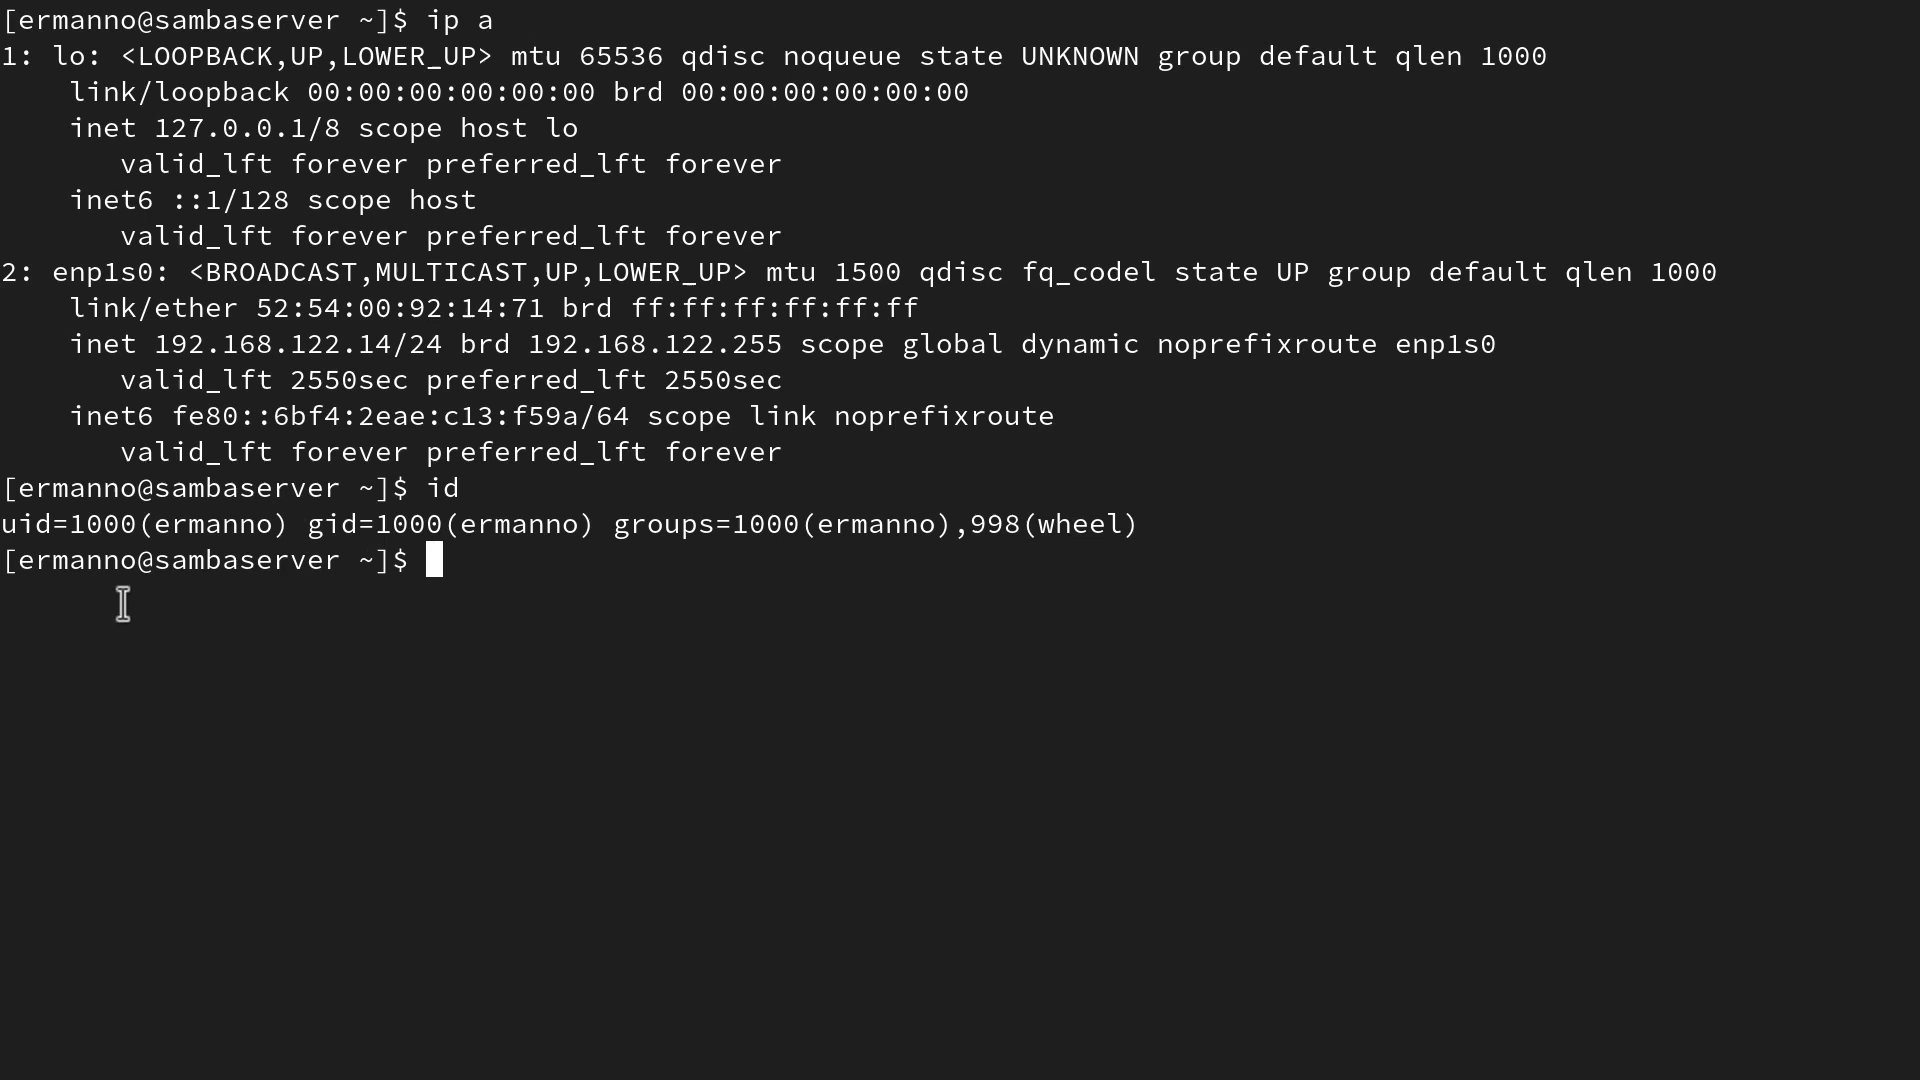 [ermanno@sambaserver ~]$ ip a
1: lo: <LOOPBACK,UP,LOWER_UP> mtu 65536 qdisc noqueue state UNKNOWN group default qlen 1000
    link/loopback 00:00:00:00:00:00 brd 00:00:00:00:00:00
    inet 127.0.0.1/8 scope host lo
       valid_lft forever preferred_lft forever
    inet6 ::1/128 scope host
       valid_lft forever preferred_lft forever
2: enp1s0: <BROADCAST,MULTICAST,UP,LOWER_UP> mtu 1500 qdisc fq_codel state UP group default qlen 1000
    link/ether 52:54:00:92:14:71 brd ff:ff:ff:ff:ff:ff
    inet 192.168.122.14/24 brd 192.168.122.255 scope global dynamic noprefixroute enp1s0
       valid_lft 2550sec preferred_lft 2550sec
    inet6 fe80::6bf4:2eae:c13:f59a/64 scope link noprefixroute
       valid_lft forever preferred_lft forever
[ermanno@sambaserver ~]$ id
uid=1000(ermanno) gid=1000(ermanno) groups=1000(ermanno),998(wheel)
[ermanno@sambaserver ~]$